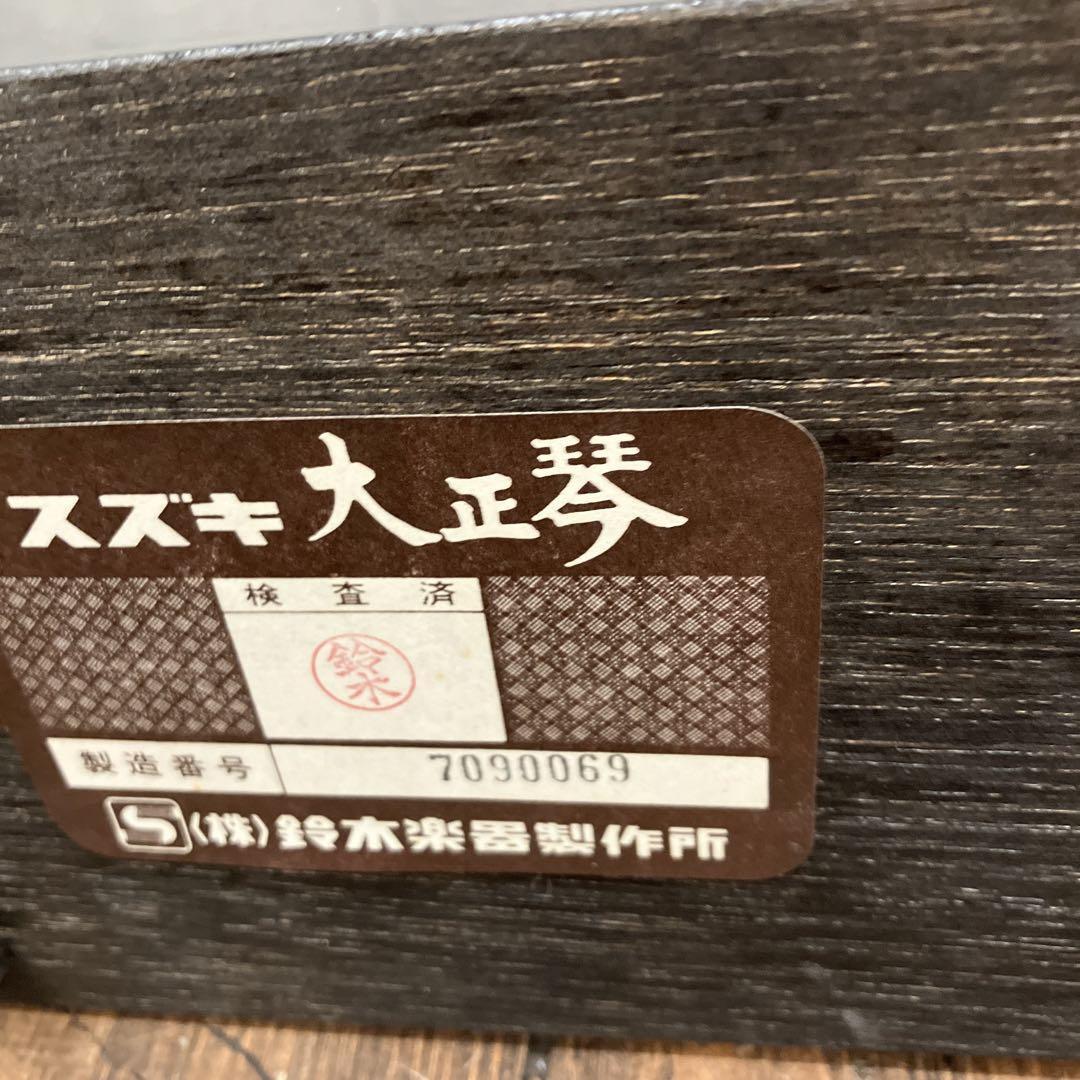 スズキ 大正琴
検査済
鈴木
製造番号 7090069
S (株)鈴木楽器製作所